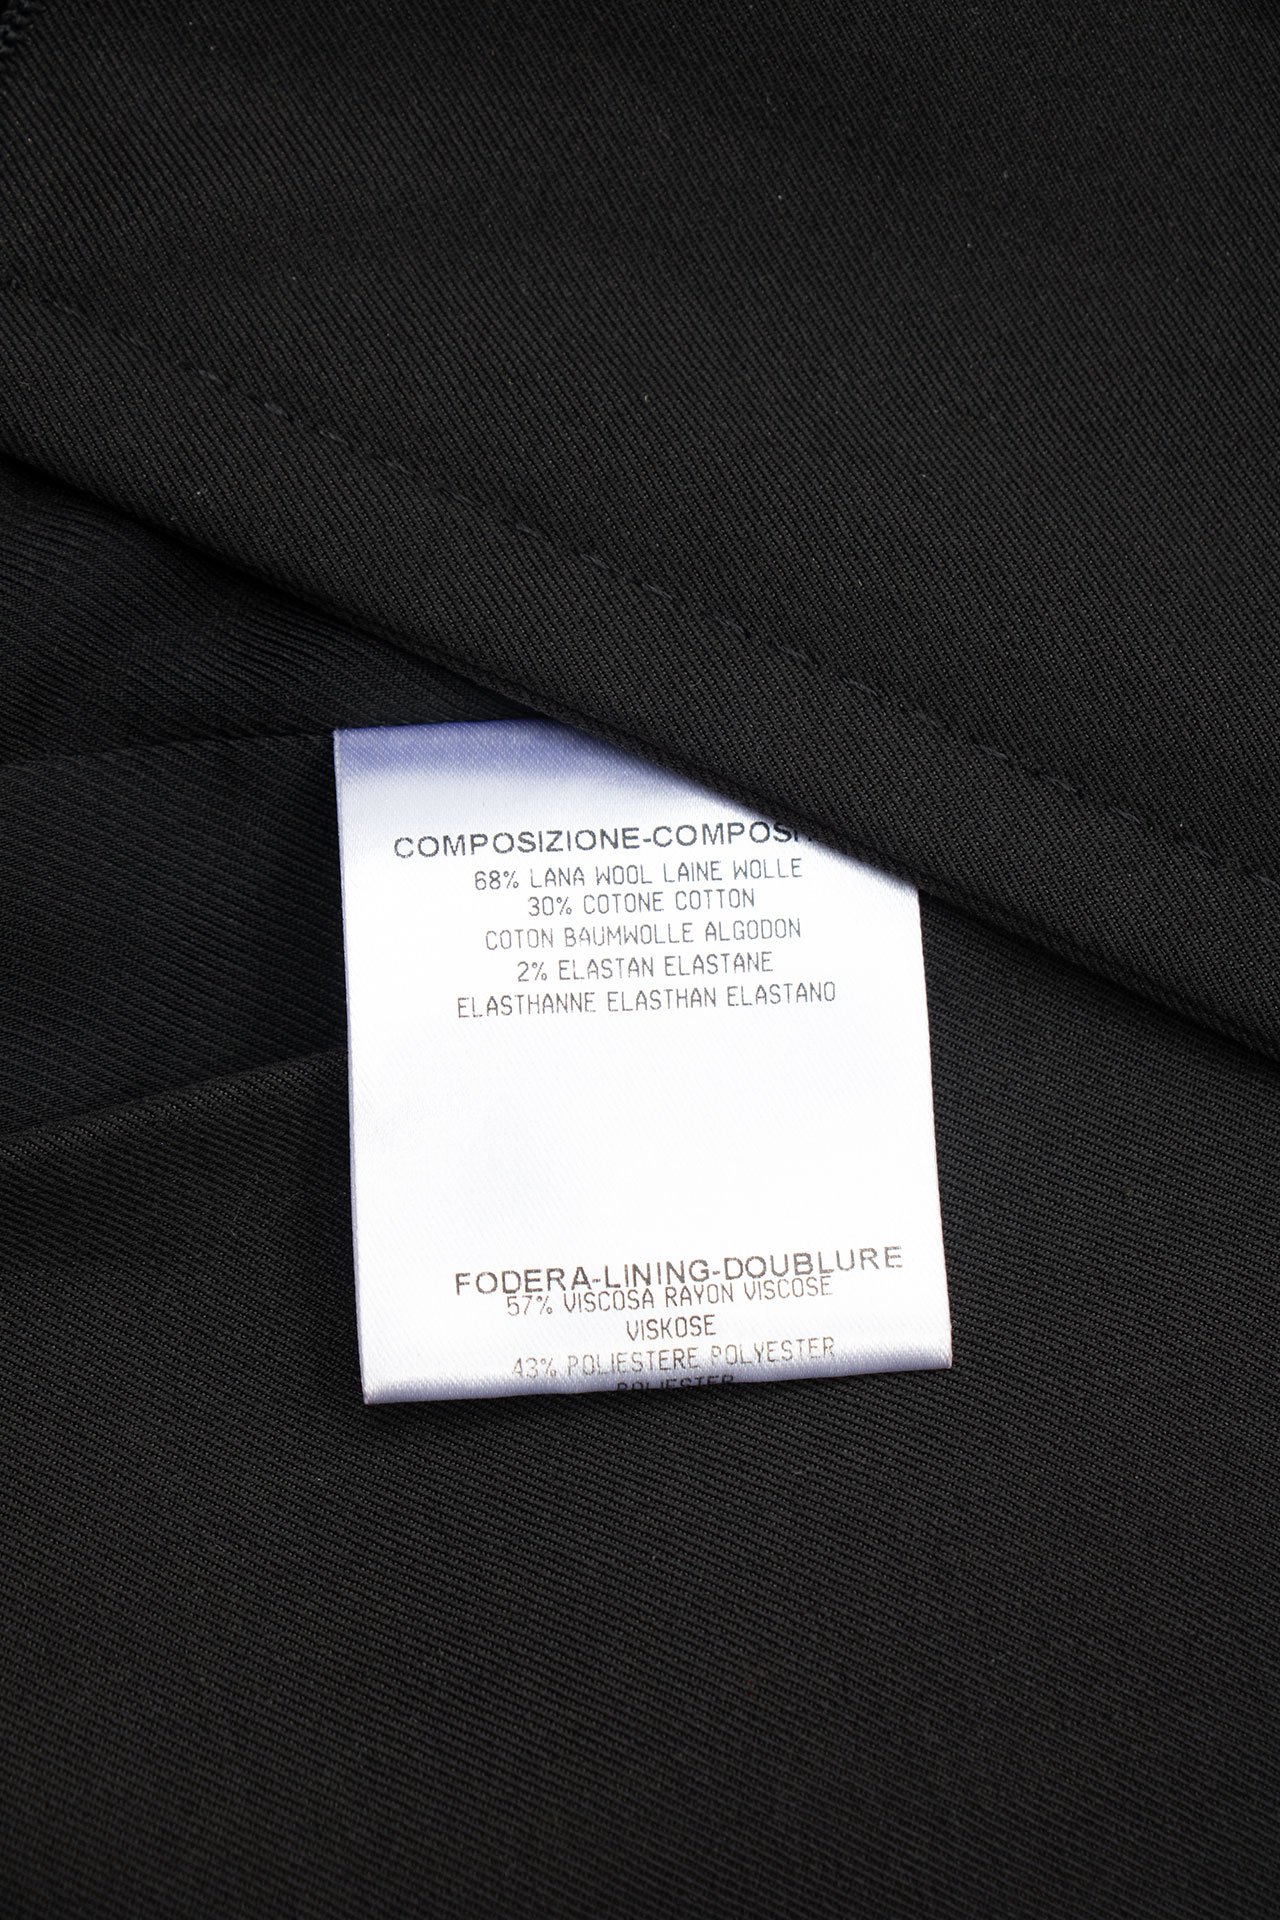 COMPOSIZIONE-COMPOSI
68% LANA WOOL LAINE WOLLE
30% COTONE COTTON
COTON BAUMWOLLE ALGODON
2% ELASTAN ELASTANE
ELASTHANNE ELASTHAN ELASTANO
FODERA-LINING-DOUBLURE
57% VISCOSA RAYON VISCOSE
VISKOSE
43% POLIESTERE POLYESTER
POLIESTER